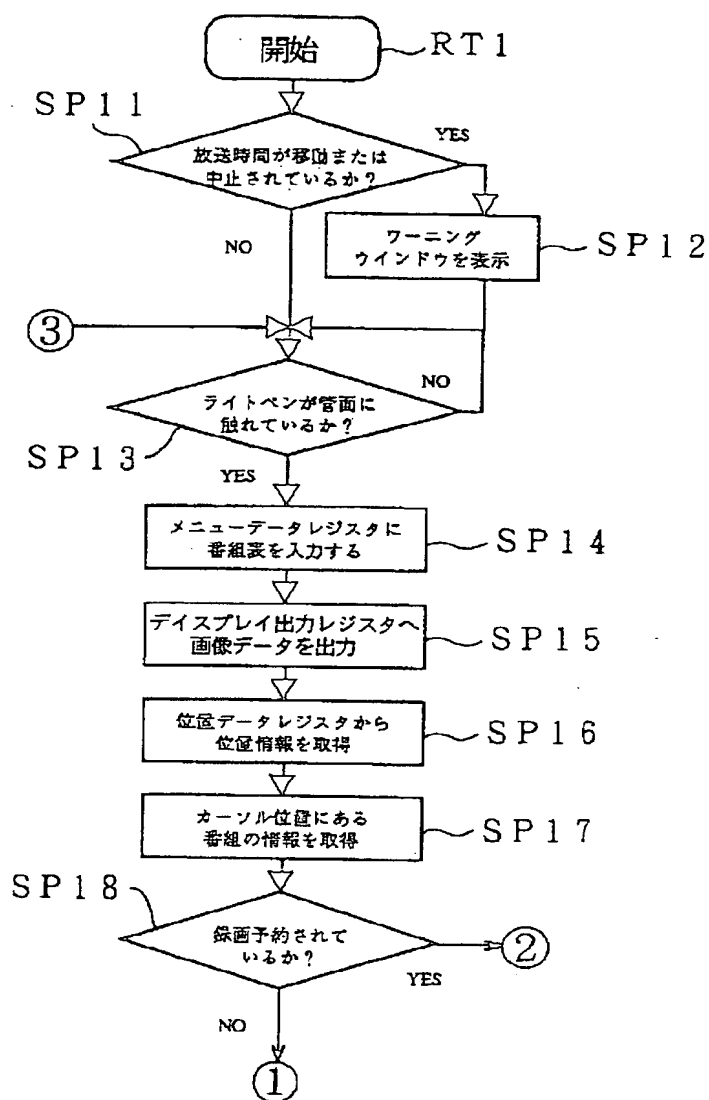 開始
RT1
SP11
YES
放送時間が移動または
中止されているか?
ワーニング
ウインドウを表示
SP12
NO
③
NO
ライトペンが管面に
触れているか?
SP13
YES
メニューデータレジスタに
番組表を入力する
SP14
デイスプレイ出力レジスタへ
画像データを出力
SP15
位置データレジスタから
位置情報を取得
SP16
カーソル位置にある
番組の情報を取得
SP17
SP18
録画予約されて
いるか?
②
YES
NO
①